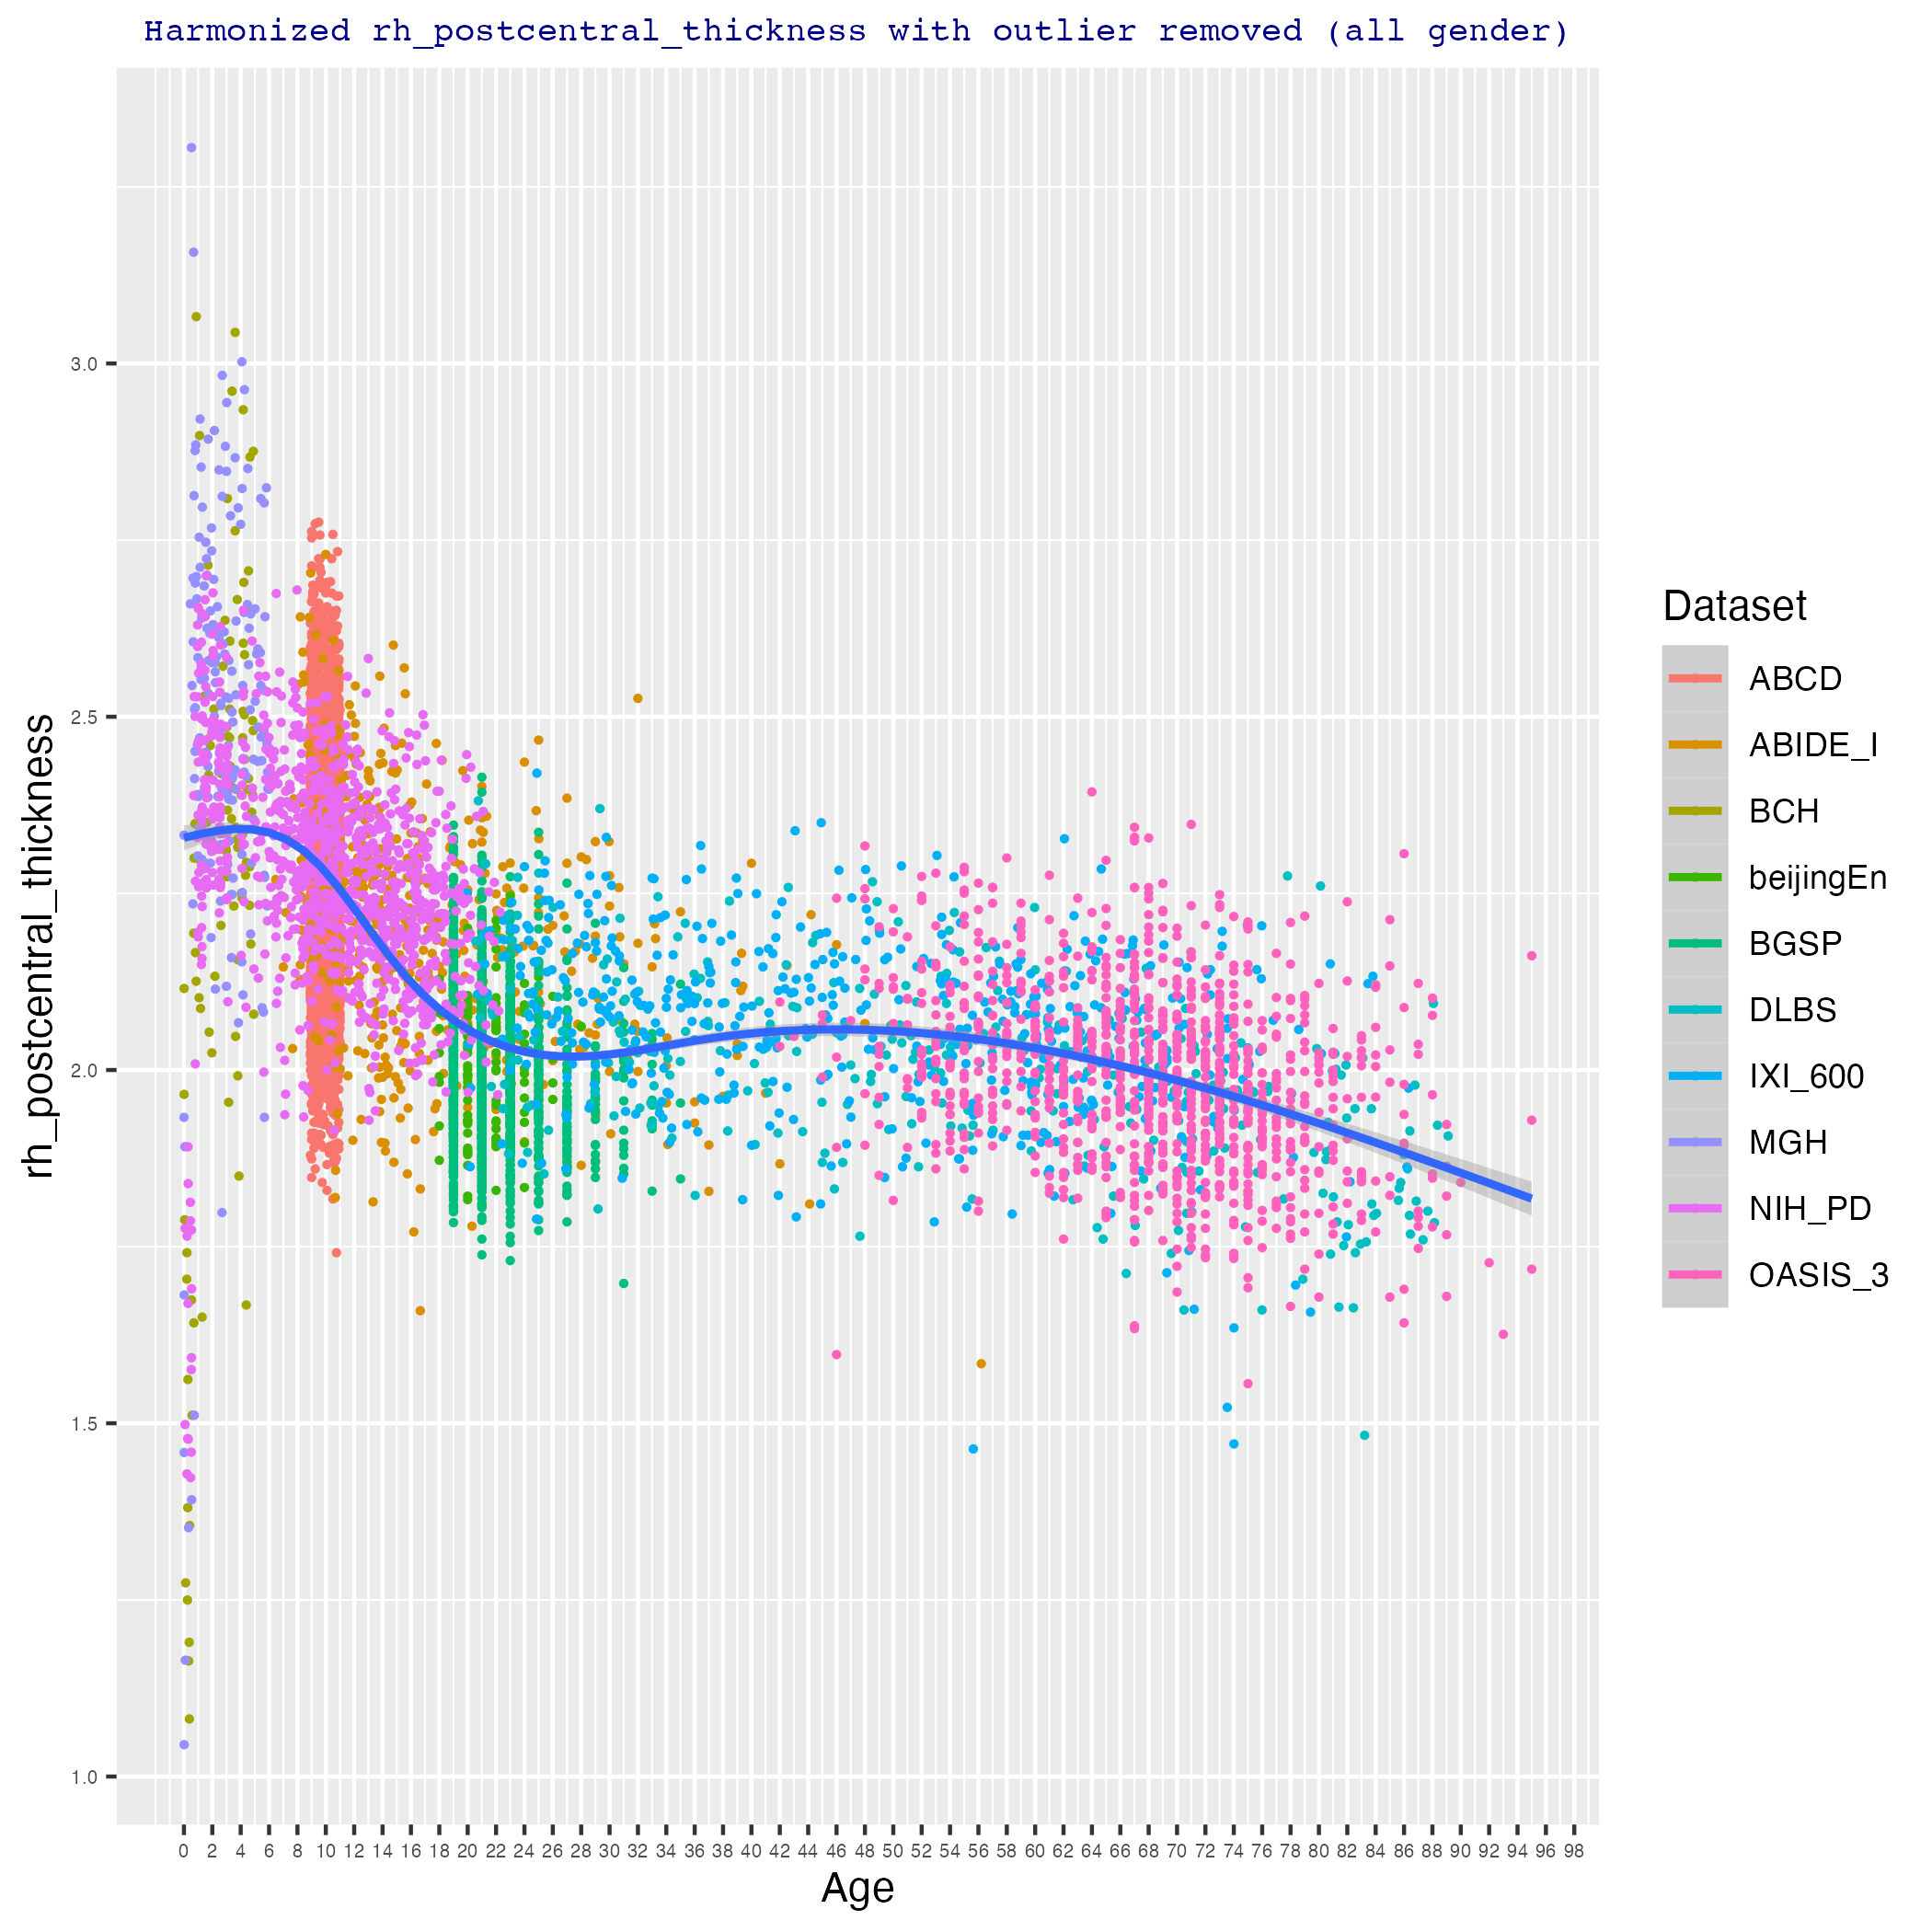 Harmonized rh_postcentral_thickness with outlier removed (all gender)
rh_postcentral_thickness
3.0
2.5
2.0
1.5
1.0
0 2 4 6 8 10 12 14 16 18 20 22 24 26 28 30 32 34 36 38 40 42 44 46 48 50 52 54 56 58 60 62 64 66 68 70 72 74 76 78 80 82 84 86 88 90 92 94 96 98
Age
Dataset
ABCD
ABIDE_I
BCH
beijingEn
BGSP
DLBS
IXI_600
MGH
NIH_PD
OASIS_3